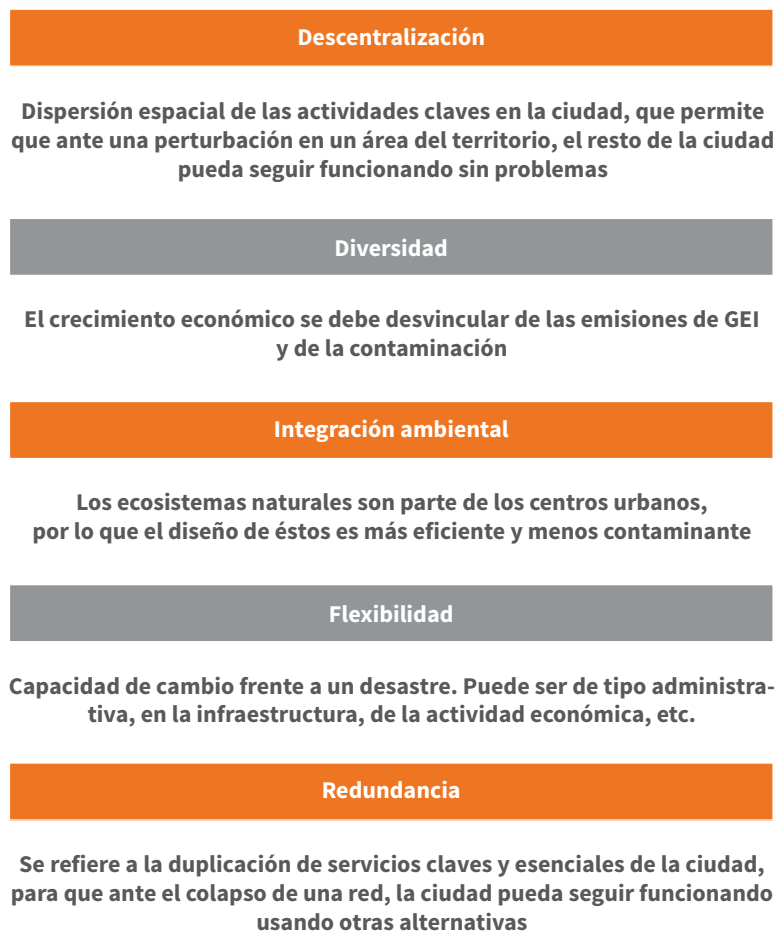 Descentralización
Dispersión espacial de las actividades claves en la ciudad, que permite
que ante una perturbación en un área del territorio, el resto de la ciudad
pueda seguir funcionando sin problemas
Diversidad
El crecimiento económico se debe desvincular de las emisiones de GEI
y de la contaminación
Integración ambiental
Los ecosistemas naturales son parte de los centros urbanos,
por lo que el diseño de éstos es más eficiente y menos contaminante
Flexibilidad
Capacidad de cambio frente a un desastre. Puede ser de tipo administra-
tiva, en la infraestructura, de la actividad económica, etc.
Redundancia
Se refiere a la duplicación de servicios claves y esenciales de la ciudad,
para que ante el colapso de una red, la ciudad pueda seguir funcionando
usando otras alternativas